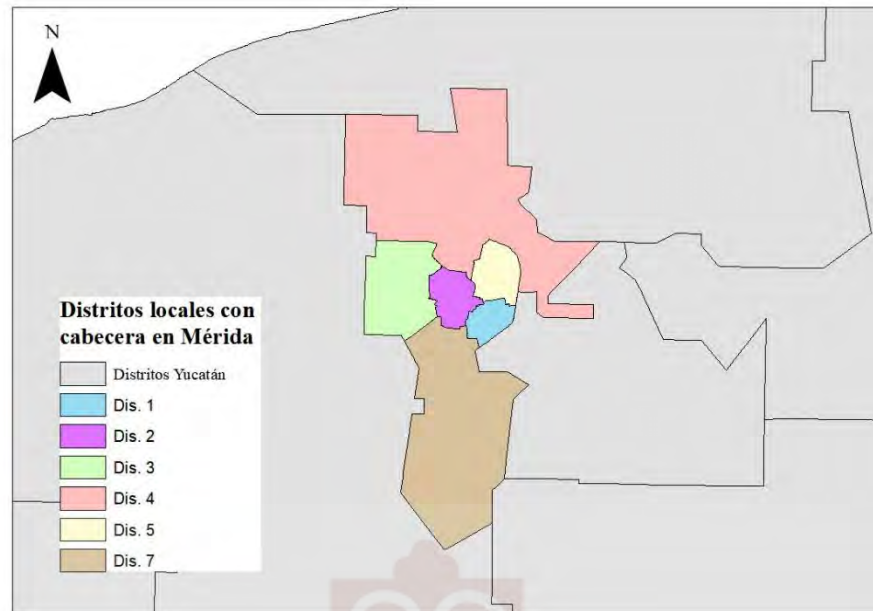 N
Distritos locales con
cabecera en Mérida
Distritos Yucatán
Dis. 1
Dis. 2
Dis. 3
Dis. 4
Dis. 5
Dis. 7